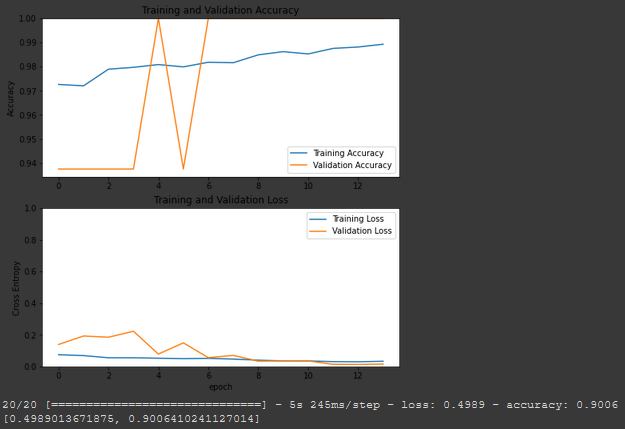 Training and Validation Accuracy
1.00
0.99
0.98
0.97
0.96
0.95
0.94
Accuracy
Training Accuracy
Validation Accuracy
0 2 4 6 8 10 12
Training and Validation Loss
1.0
0.8
0.6
0.4
0.2
0.0
Cross Entropy
Training Loss
Validation Loss
0 2 4 6 8 10 12
epoch
20/20 [==============================] - 5s 245ms/step - loss: 0.4989 - accuracy: 0.9006
[0.4989013671875, 0.9006410241127014]